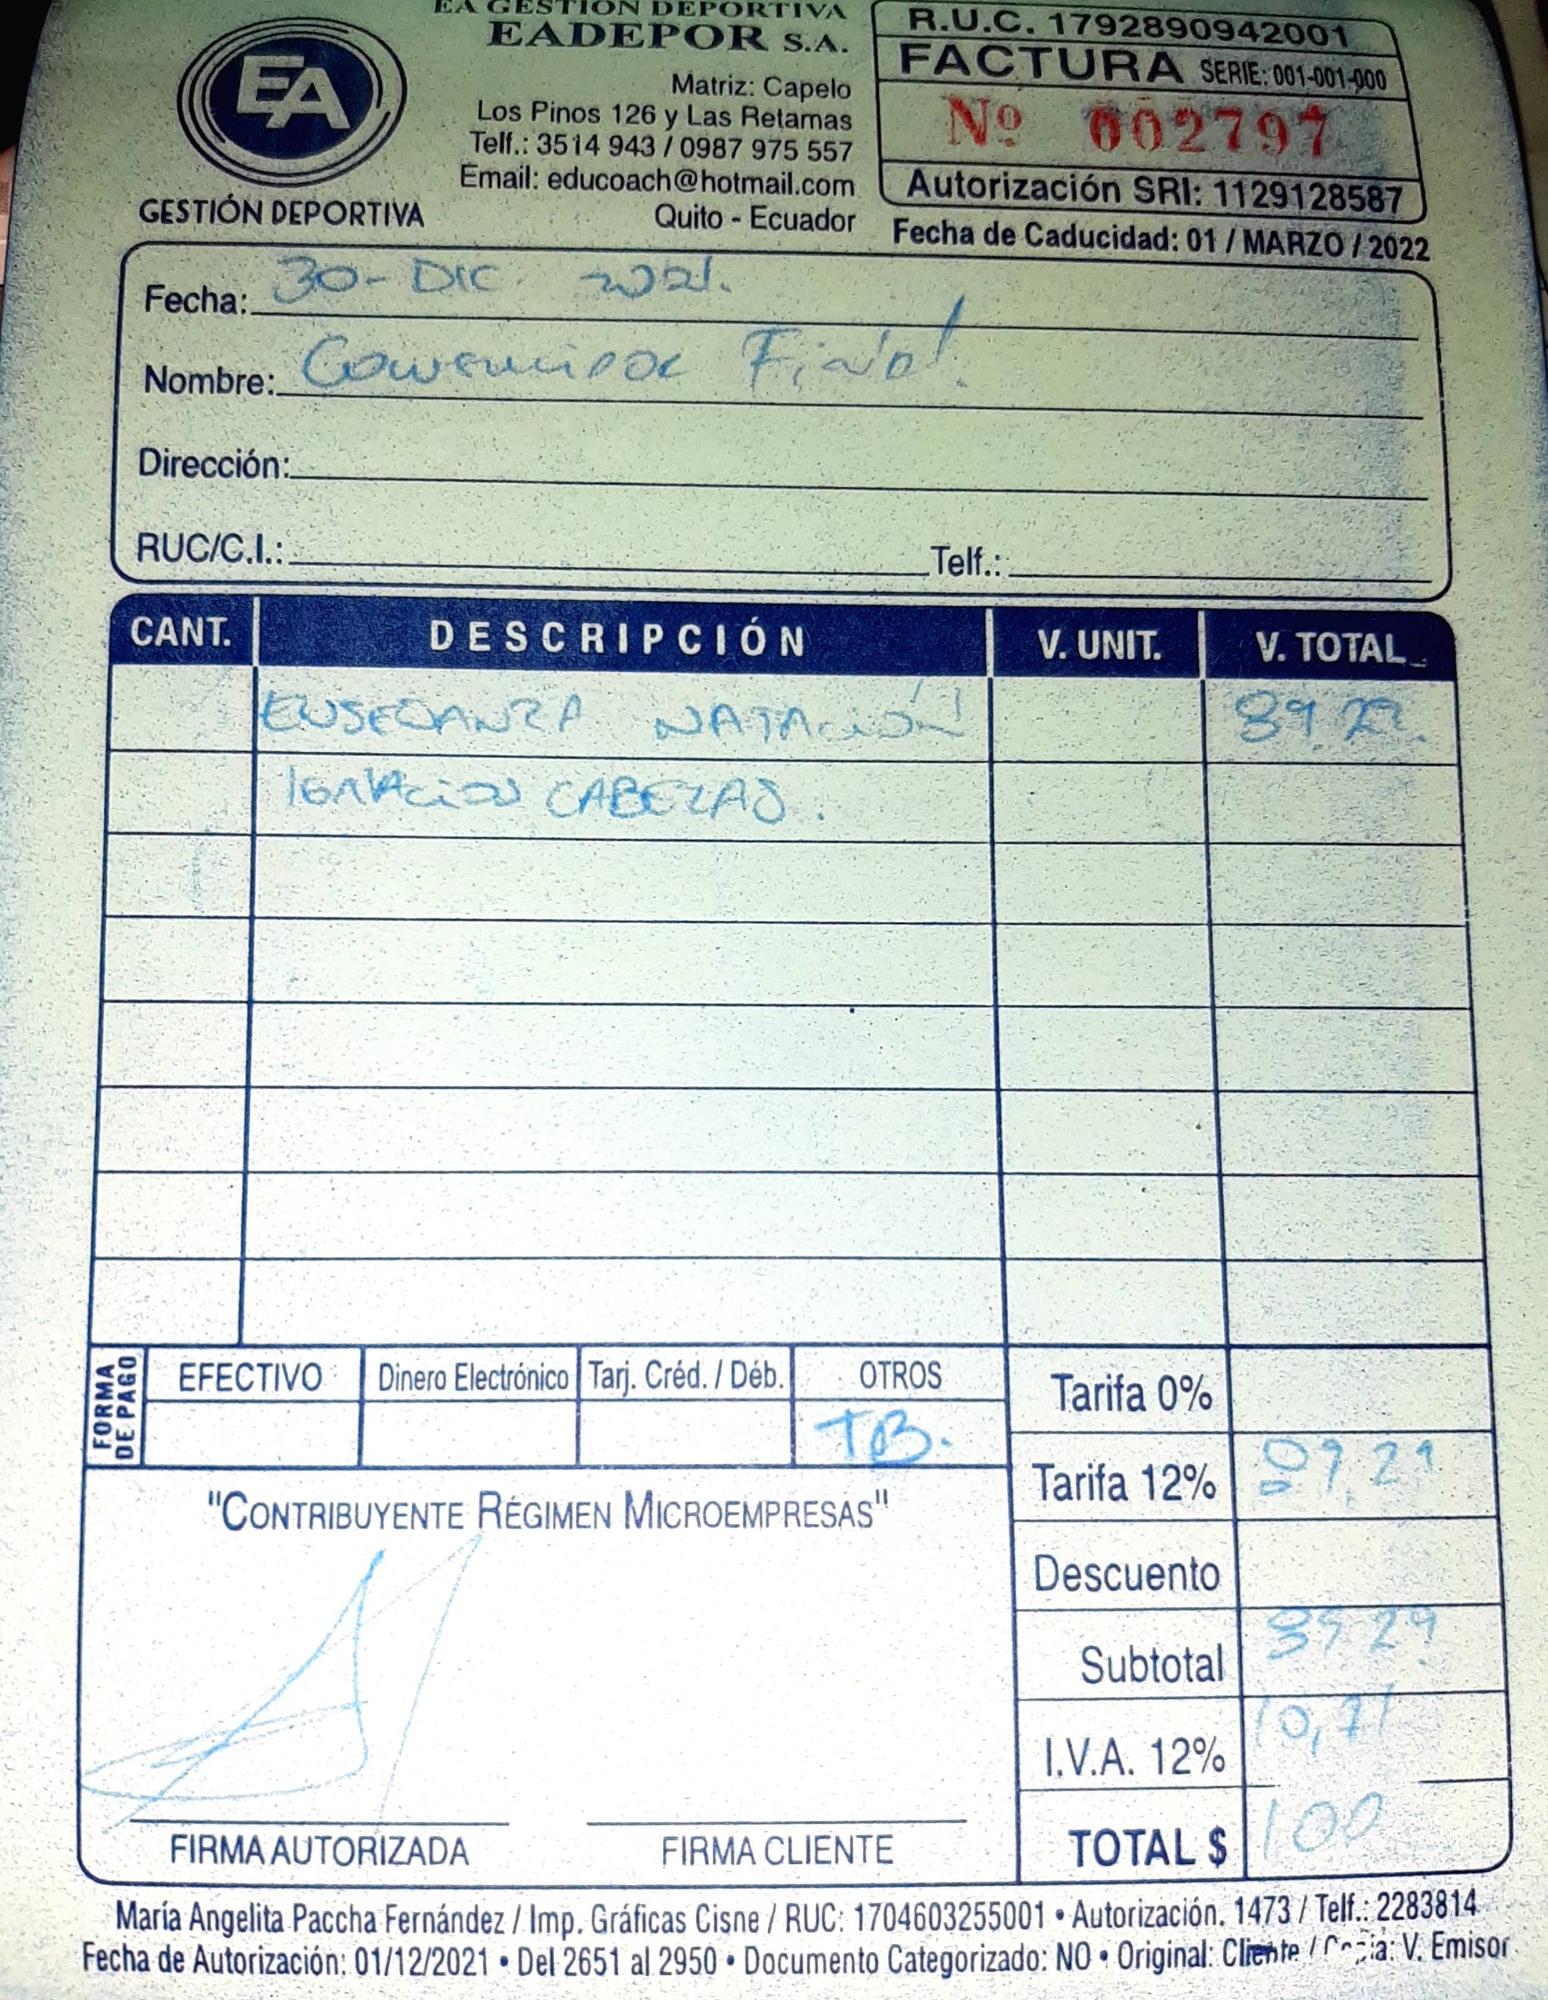 EA GESTIÓN DEPORTIVA
EADEPOR S.A.
EA
GESTIÓN DEPORTIVA
Matriz: Capelo
Los Pinos 126 y Las Retamas
Telf.: 3514 943 / 0987 975 557
Email: educoach@hotmail.com
Quito - Ecuador
R.U.C. 1792890942001
FACTURA SERIE: 001-001-000
Nº 002797
Autorización SRI: 1129128587
Fecha de Caducidad: 01 / MARZO / 2022
Fecha: 30-DIC. 2021.
Nombre: Consumidor Final.
Dirección:
RUC/C.I.: Telf.:
CANT. DESCRIPCIÓN V. UNIT. V. TOTAL
ENSEÑANZA NATACIÓN 89.29.
CABEZAS.
FORMA DE PAGO
EFECTIVO Dinero Electrónico Tarj. Créd. / Déb. OTROS
TB.
Tarifa 0%
Tarifa 12% 89,29
Descuento
Subtotal 89.29
I.V.A. 12% 10,71
TOTAL $ 100
"CONTRIBUYENTE RÉGIMEN MICROEMPRESAS"
FIRMA AUTORIZADA FIRMA CLIENTE
María Angelita Paccha Fernández / Imp. Gráficas Cisne / RUC: 1704603255001 • Autorización. 1473 / Telf.: 2283814
Fecha de Autorización: 01/12/2021 • Del 2651 al 2950 • Documento Categorizado: NO • Original: Cliente / Copia: V. Emisor